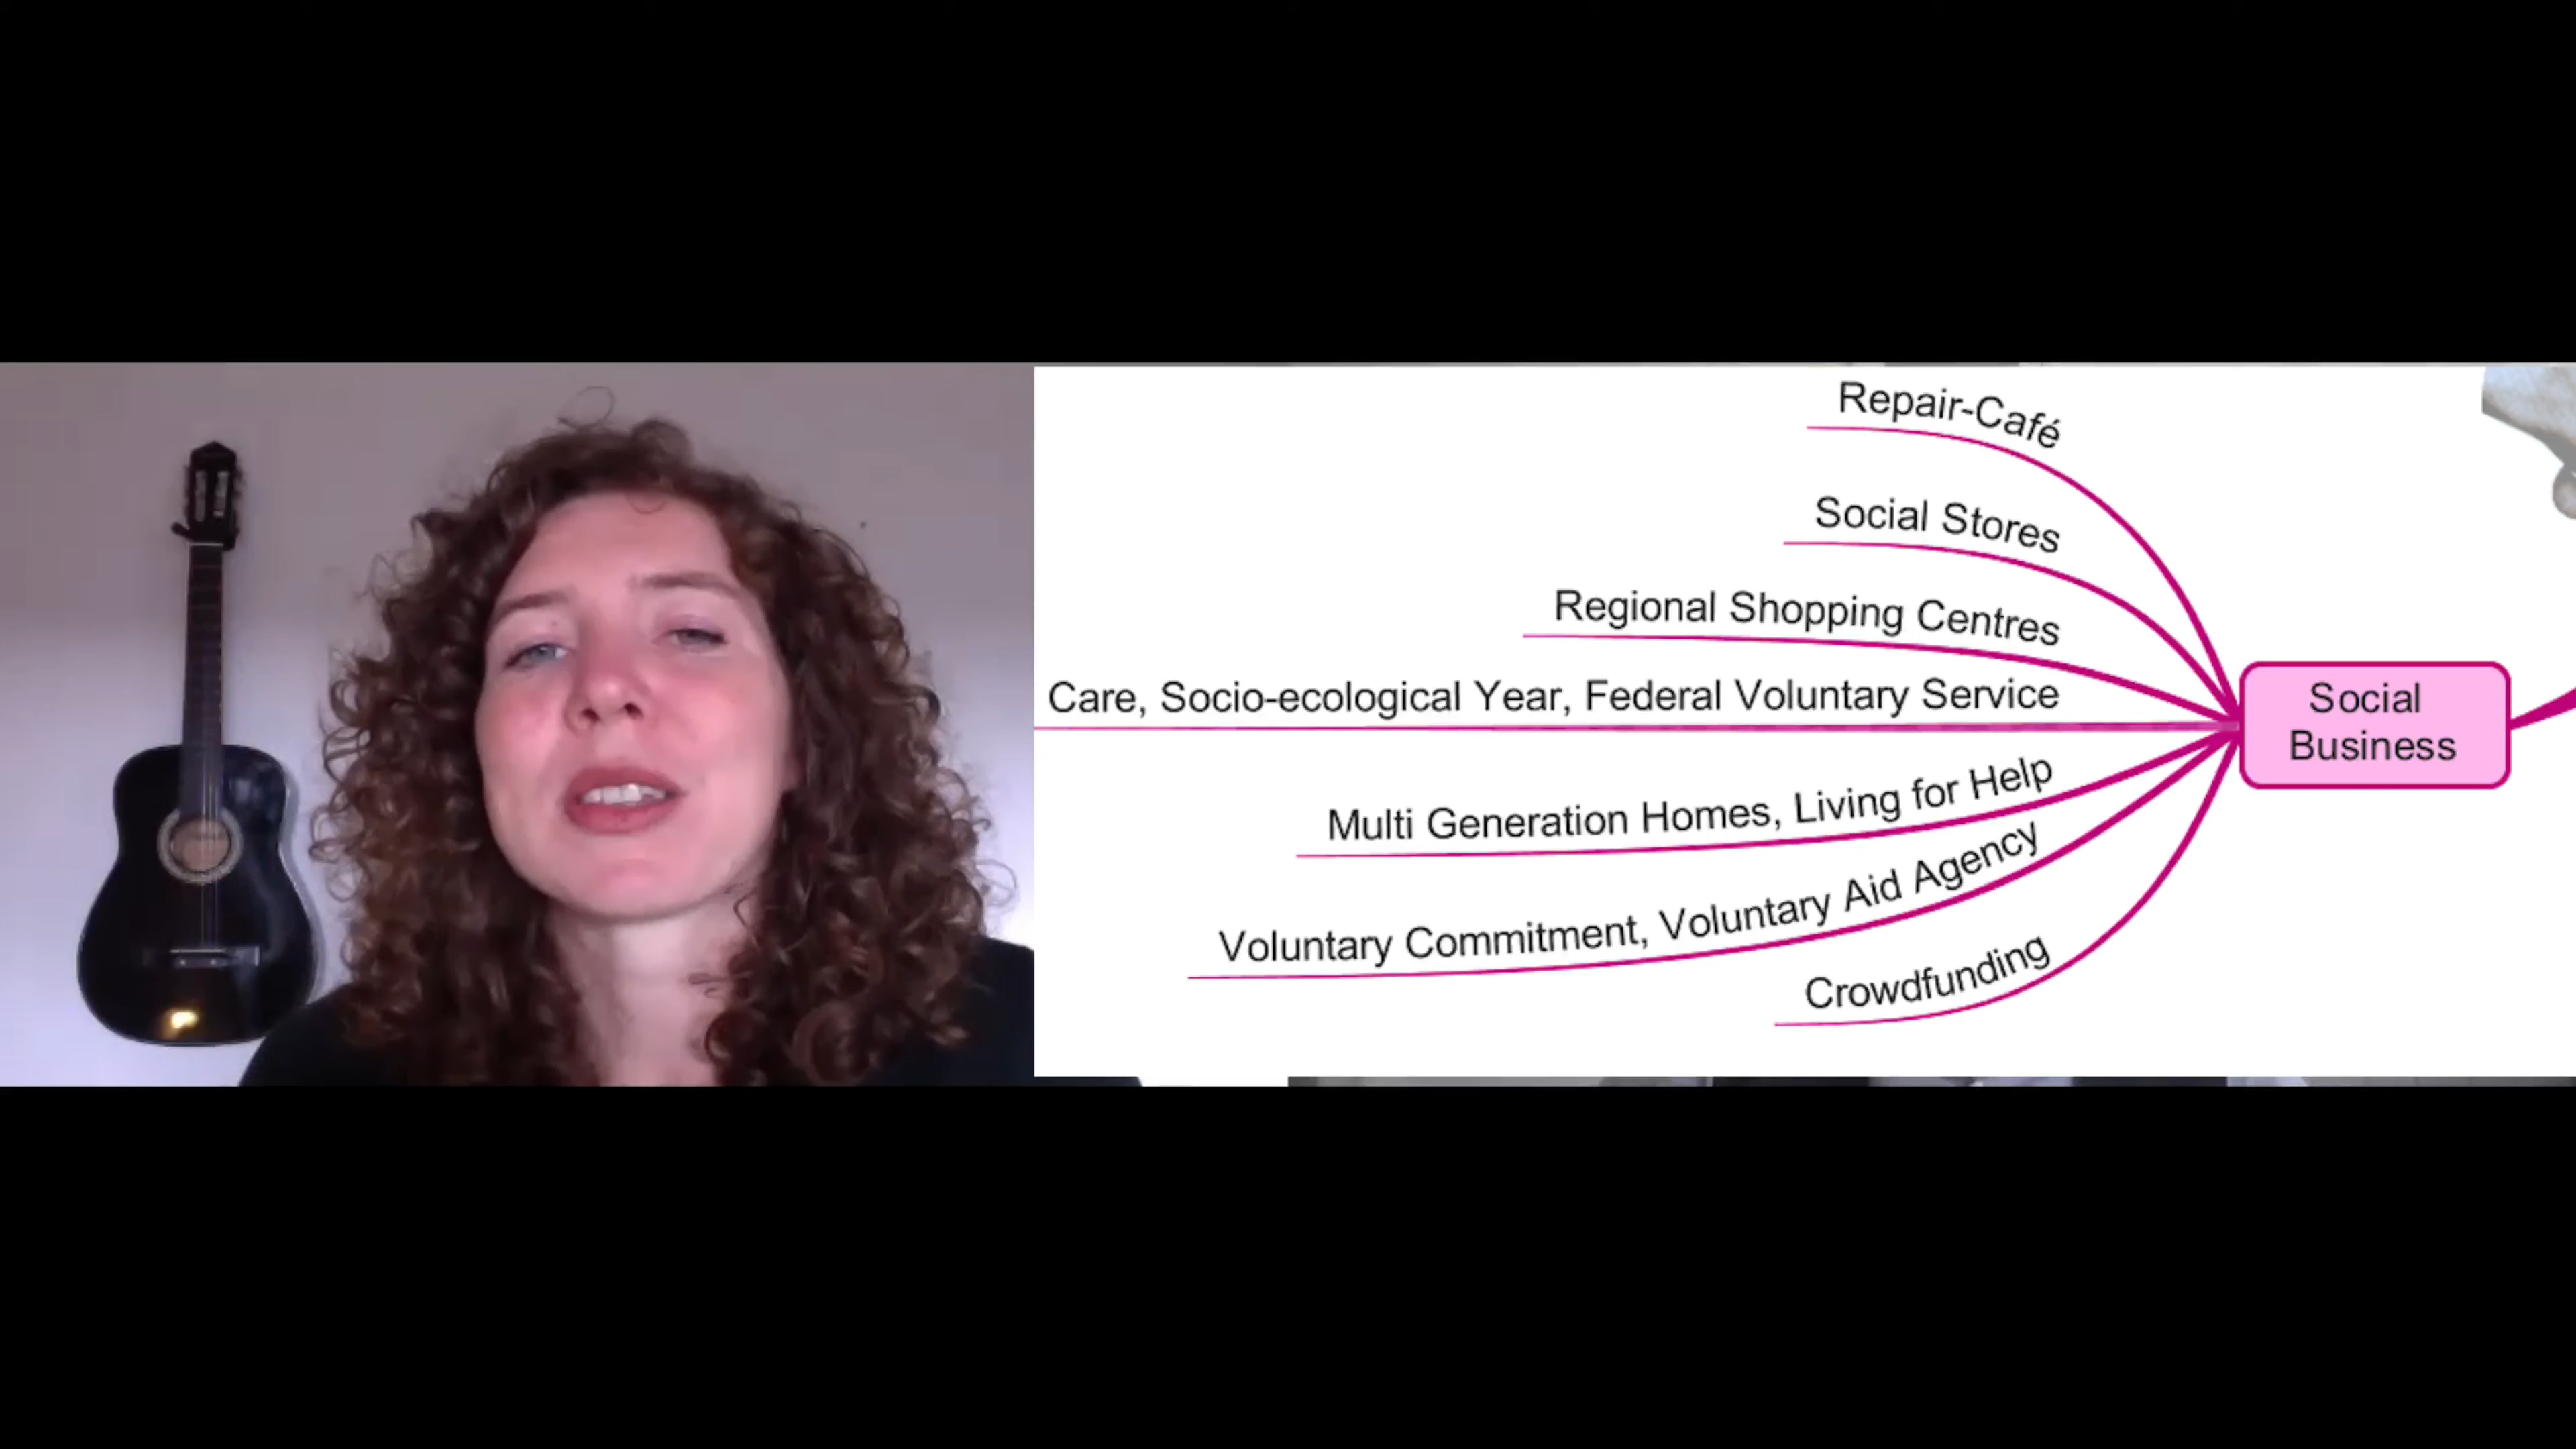 Repair-Café
Social Stores
Regional Shopping Centres
Care, Socio-ecological Year, Federal Voluntary Service
Multi Generation Homes, Living for Help
Voluntary Commitment, Voluntary Aid Agency
Crowdfunding
Social
Business